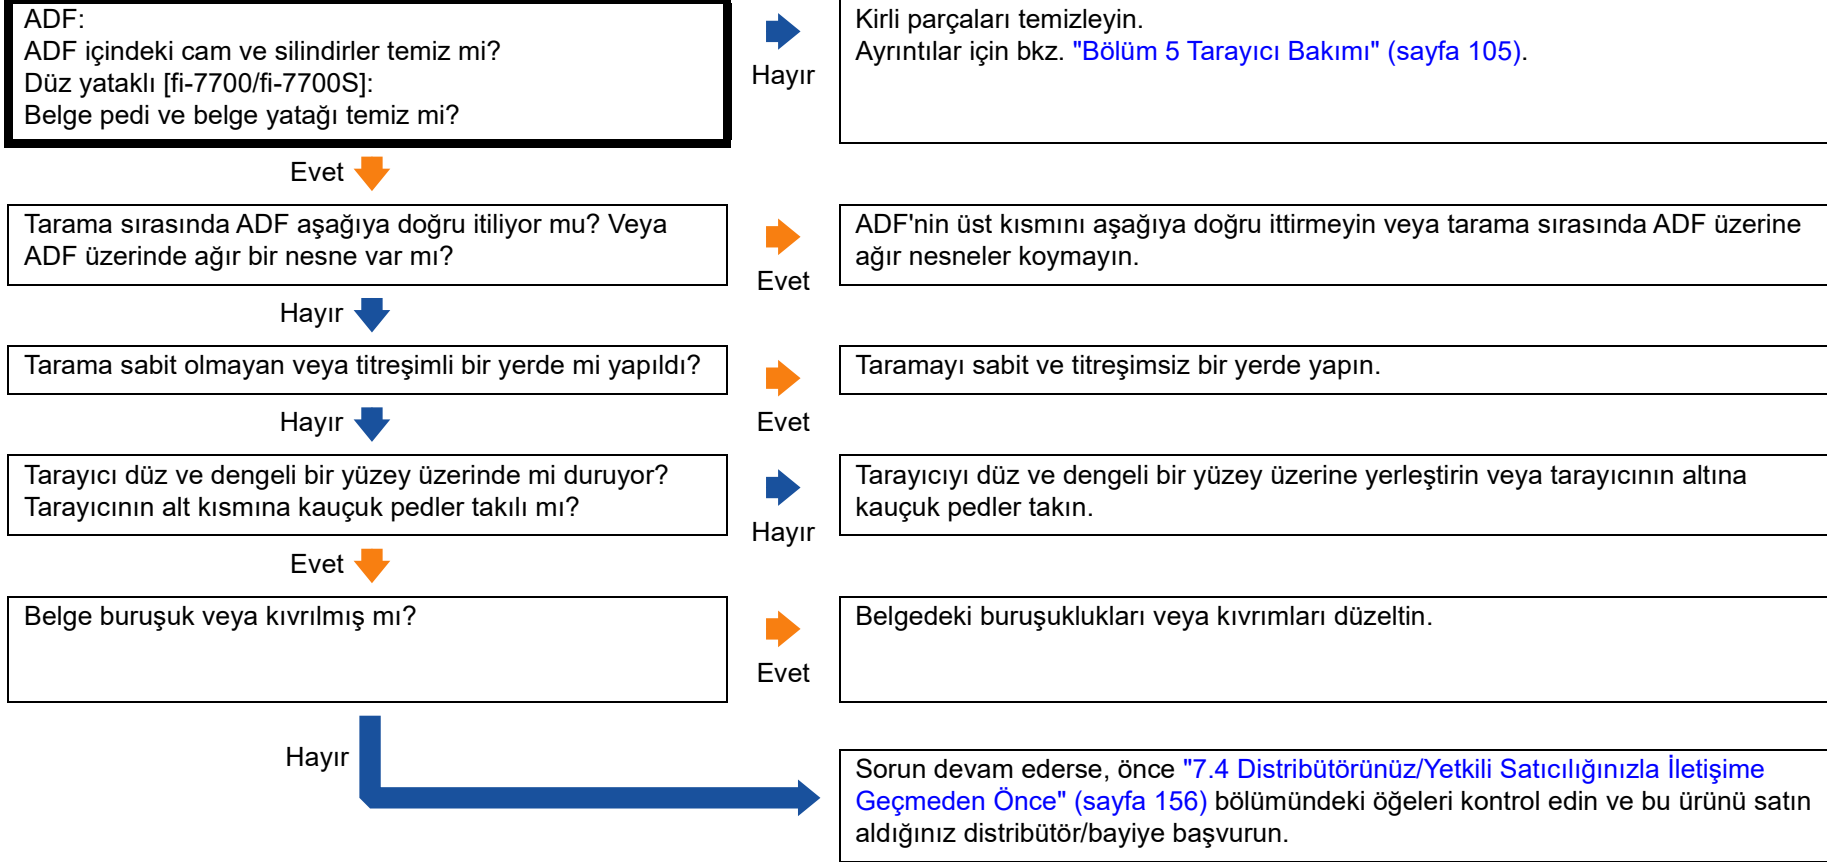 ADF:
ADF içindeki cam ve silindirler temiz mi?
Düz yataklı [fi-7700/fi-7700S]:
Belge pedi ve belge yatağı temiz mi?
Hayır
Kirli parçaları temizleyin.
Ayrıntılar için bkz. "Bölüm 5 Tarayıcı Bakımı" (sayfa 105).
Evet
Tarama sırasında ADF aşağıya doğru itiliyor mu? Veya
ADF üzerinde ağır bir nesne var mı?
Evet
ADF'nin üst kısmını aşağıya doğru ittirmeyin veya tarama sırasında ADF üzerine
ağır nesneler koymayın.
Hayır
Tarama sabit olmayan veya titreşimli bir yerde mi yapıldı?
Evet
Taramayı sabit ve titreşimsiz bir yerde yapın.
Hayır
Tarayıcı düz ve dengeli bir yüzey üzerinde mi duruyor?
Tarayıcının alt kısmına kauçuk pedler takılı mı?
Hayır
Tarayıcıyı düz ve dengeli bir yüzey üzerine yerleştirin veya tarayıcının altına
kauçuk pedler takın.
Evet
Belge buruşuk veya kıvrılmış mı?
Evet
Belgedeki buruşuklukları veya kıvrımları düzeltin.
Hayır
Sorun devam ederse, önce "7.4 Distribütörünüz/Yetkili Satıcılığınızla İletişime
Geçmeden Önce" (sayfa 156) bölümündeki öğeleri kontrol edin ve bu ürünü satın
aldığınız distribütör/bayiye başvurun.